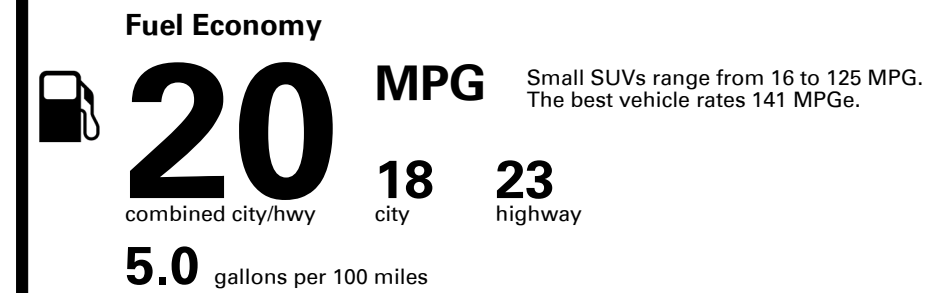 Fuel Economy
20 MPG
Small SUVs range from 16 to 125 MPG.
The best vehicle rates 141 MPGe.
combined city/hwy
18 city
23 highway
5.0 gallons per 100 miles